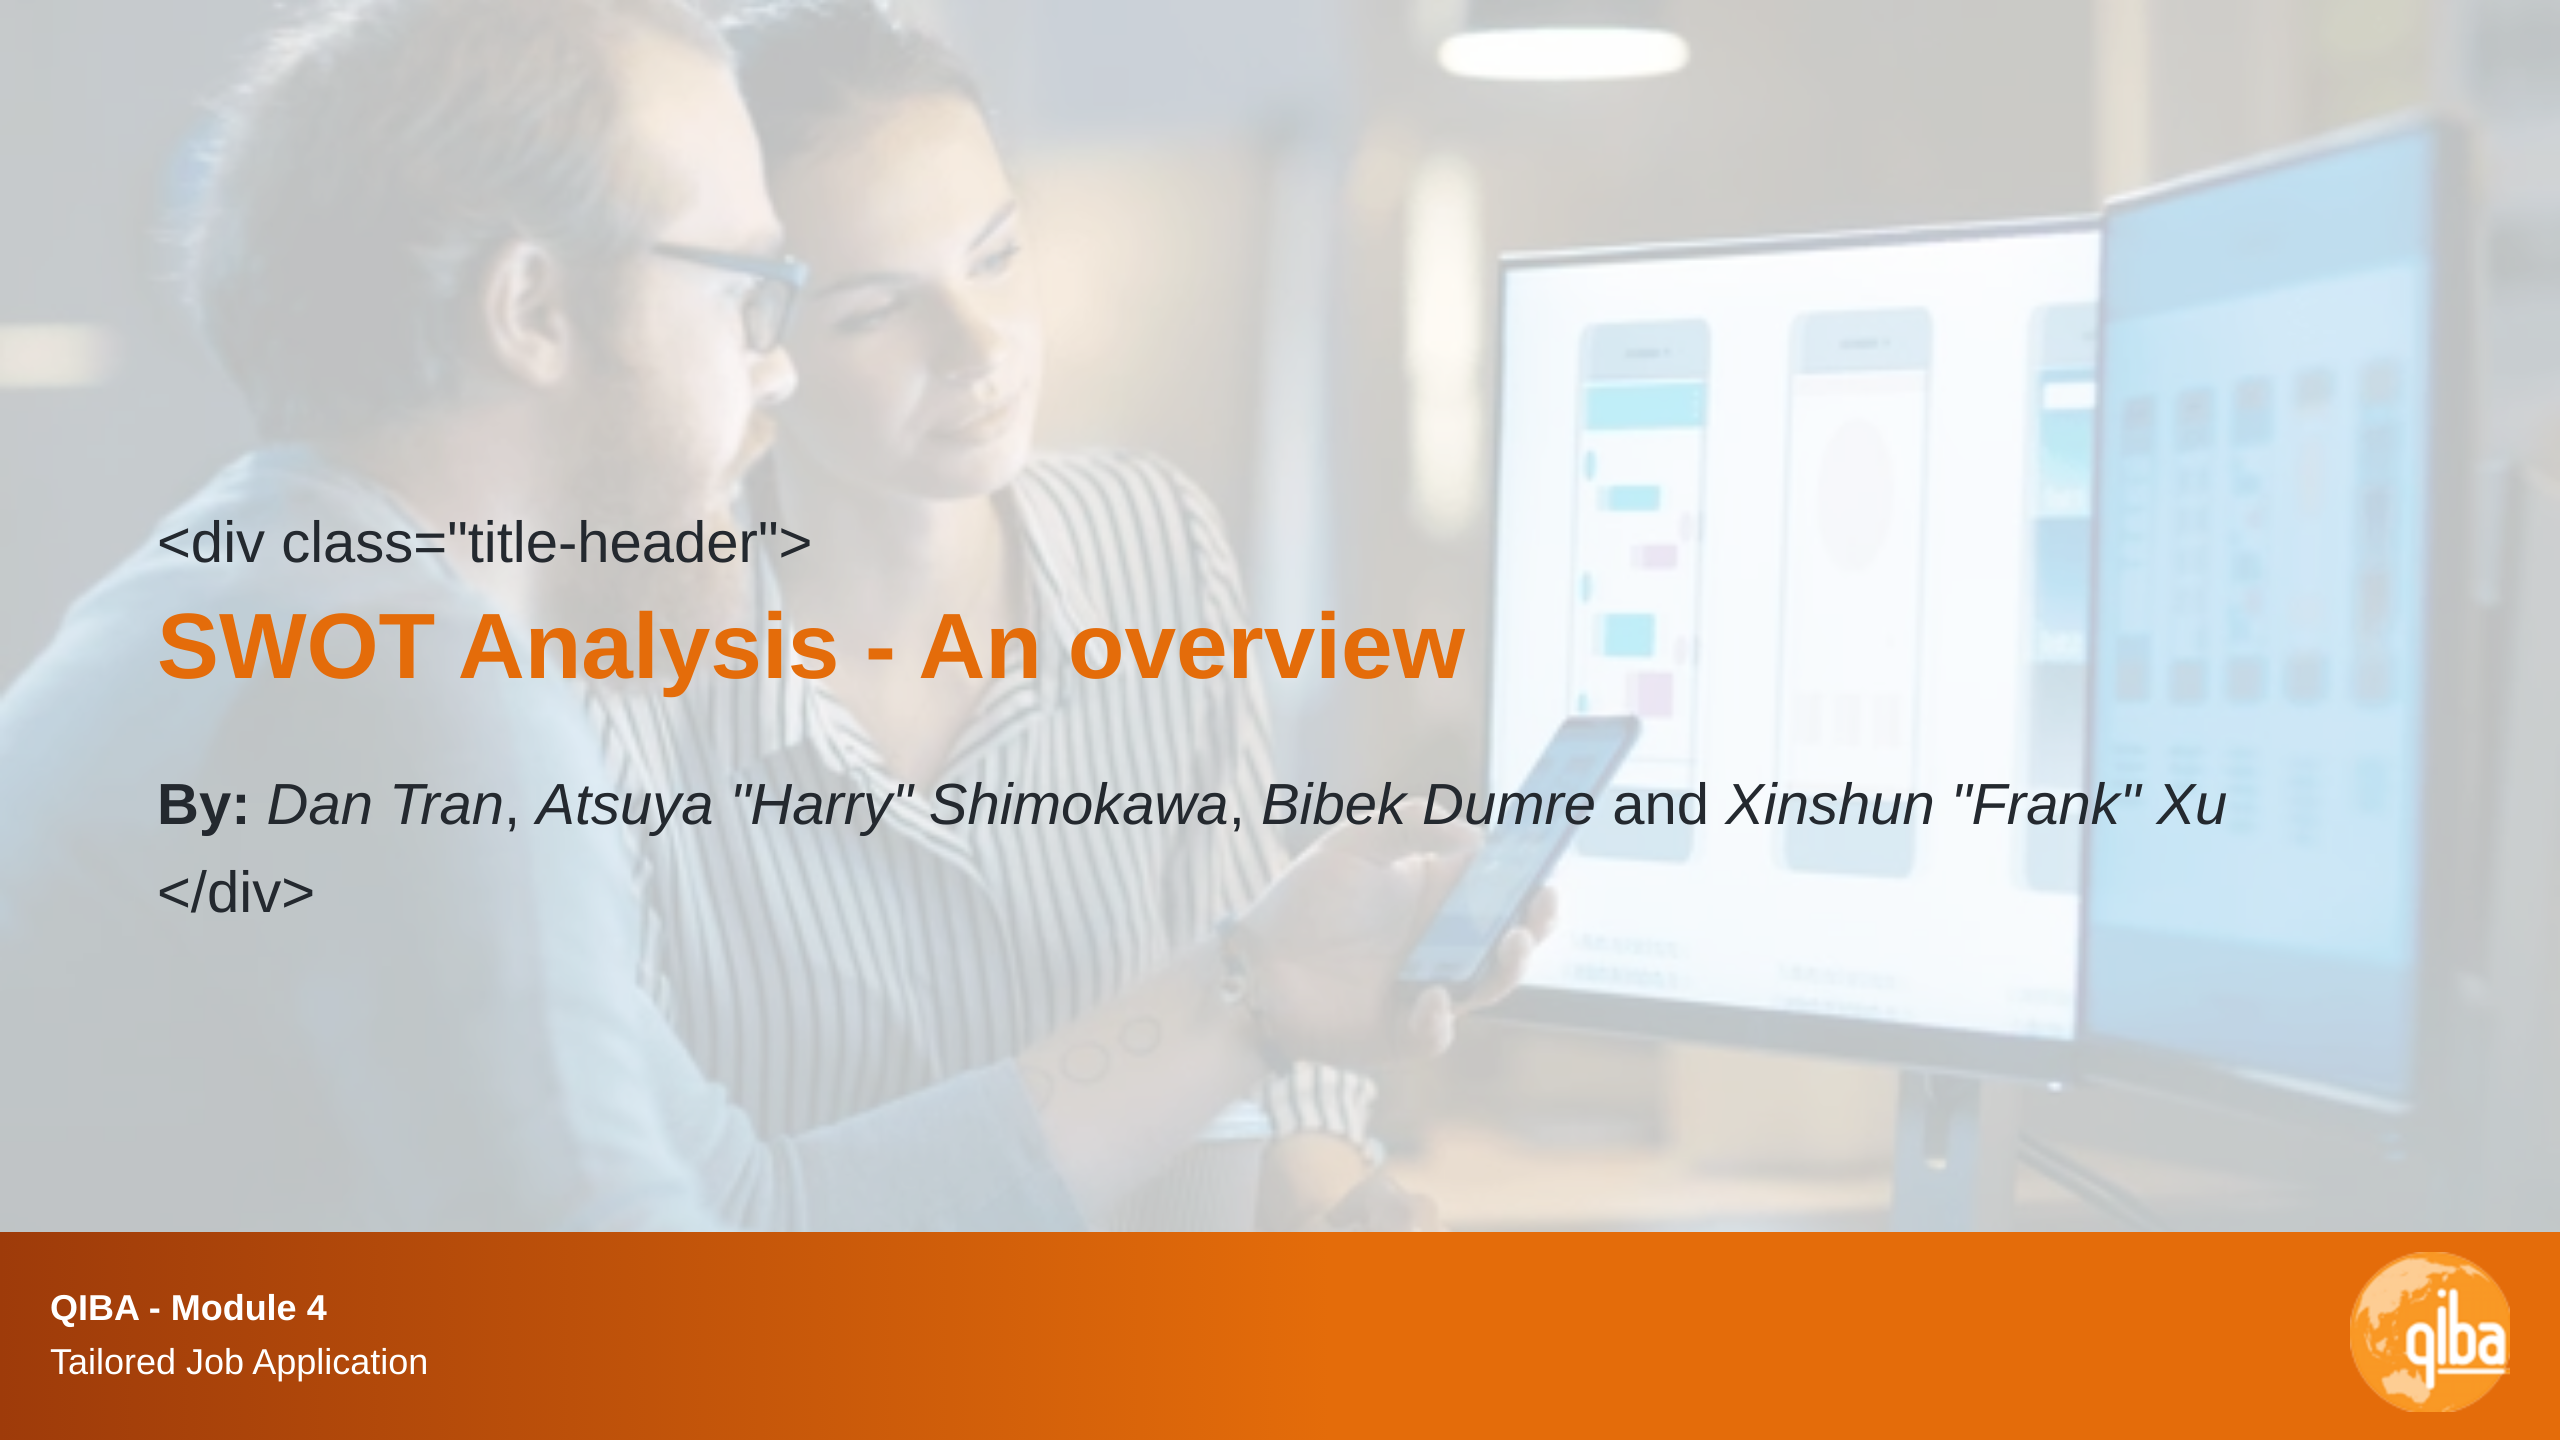 <div class="title-header">
SWOT Analysis - An overview
By: Dan Tran, Atsuya "Harry" Shimokawa, Bibek Dumre and Xinshun "Frank" Xu
</div>
QIBA - Module 4
Tailored Job Application
qiba